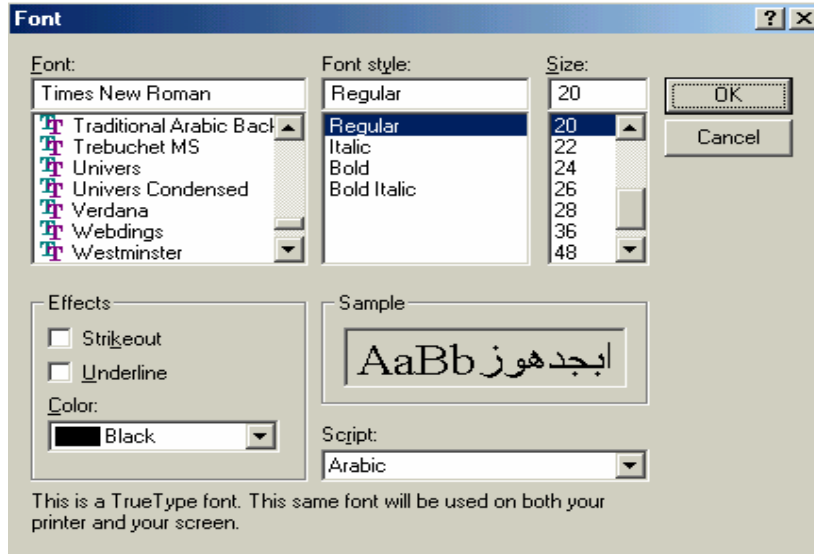 Font
Font:
Times New Roman
Traditional Arabic Back
Trebuchet MS
Univers
Univers Condensed
Verdana
Webdings
Westminster
Font style:
Regular
Regular
Italic
Bold
Bold Italic
Size:
20
20
22
24
26
28
36
48
OK
Cancel
Effects
Strikeout
Underline
Color:
Black
Sample
AaBb ابجدهوز
Script:
Arabic
This is a TrueType font. This same font will be used on both your
printer and your screen.